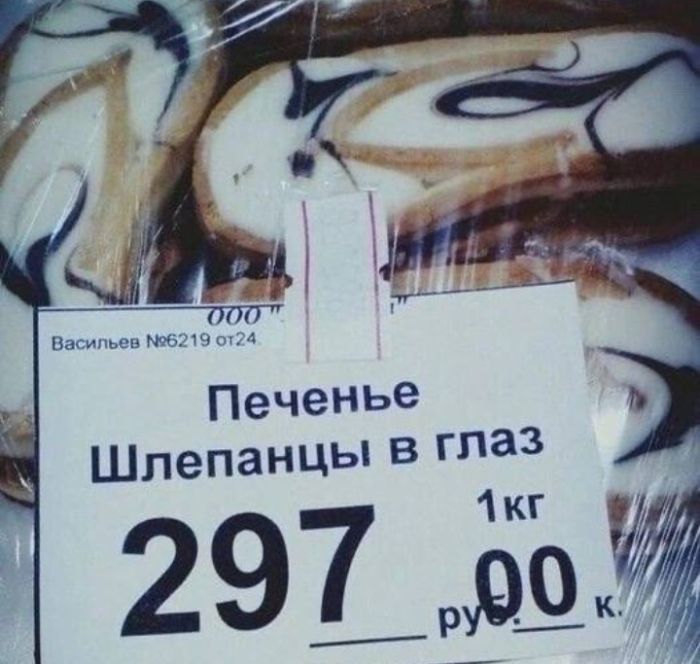 ООО "
Васильев №6219 от24.
Печенье
Шлепанцы в глаз
1кг
297 руб. 00 к.